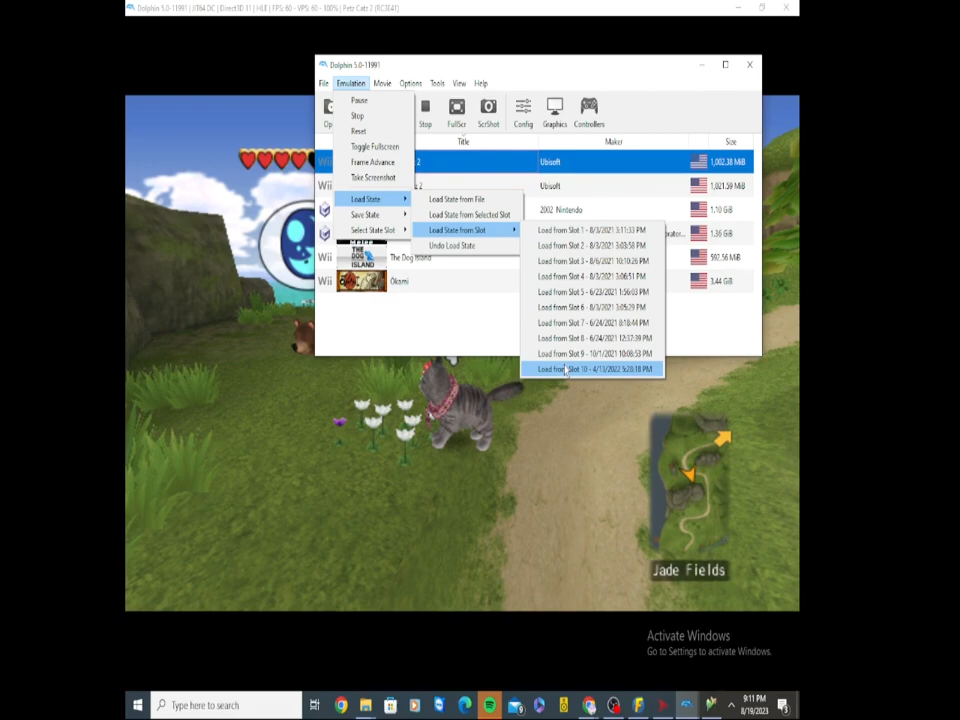 Dolphin 5.0-11991 | JIT64 DC | Direct3D 11 | HLE | FPS: 60 - VPS: 60 - 100% | Petz Catz 2 (RC3E41)
Dolphin 5.0-11991
File Emulation Movie Options Tools View Help
Pause
Stop
Reset
Toggle Fullscreen
Frame Advance
Take Screenshot
Load State
Save State
Select State Slot
Stop FullScr ScrShot Config Graphics Controllers
Title Maker Size
2 Ubisoft 1,002.38 MiB
2 Ubisoft 1,021.59 MiB
2002 Nintendo 1.10 GiB
1.36 GiB
Wii THE DOG ISLAND The Dog Island 592.56 MiB
Wii Okami 3.44 GiB
Load State from File
Load State from Selected Slot
Load State from Slot
Undo Load State
Load from Slot 1 - 8/3/2021 3:11:33 PM
Load from Slot 2 - 8/3/2021 3:03:58 PM
Load from Slot 3 - 8/6/2021 10:10:26 PM
Load from Slot 4 - 8/3/2021 3:06:51 PM
Load from Slot 5 - 6/23/2021 1:56:03 PM
Load from Slot 6 - 8/3/2021 3:05:29 PM
Load from Slot 7 - 6/24/2021 8:18:44 PM
Load from Slot 8 - 6/24/2021 12:37:39 PM
Load from Slot 9 - 10/1/2021 10:08:53 PM
Load from Slot 10 - 4/13/2022 5:28:18 PM
Jade Fields
Activate Windows
Go to Settings to activate Windows.
Type here to search
9:11 PM
8/19/2023